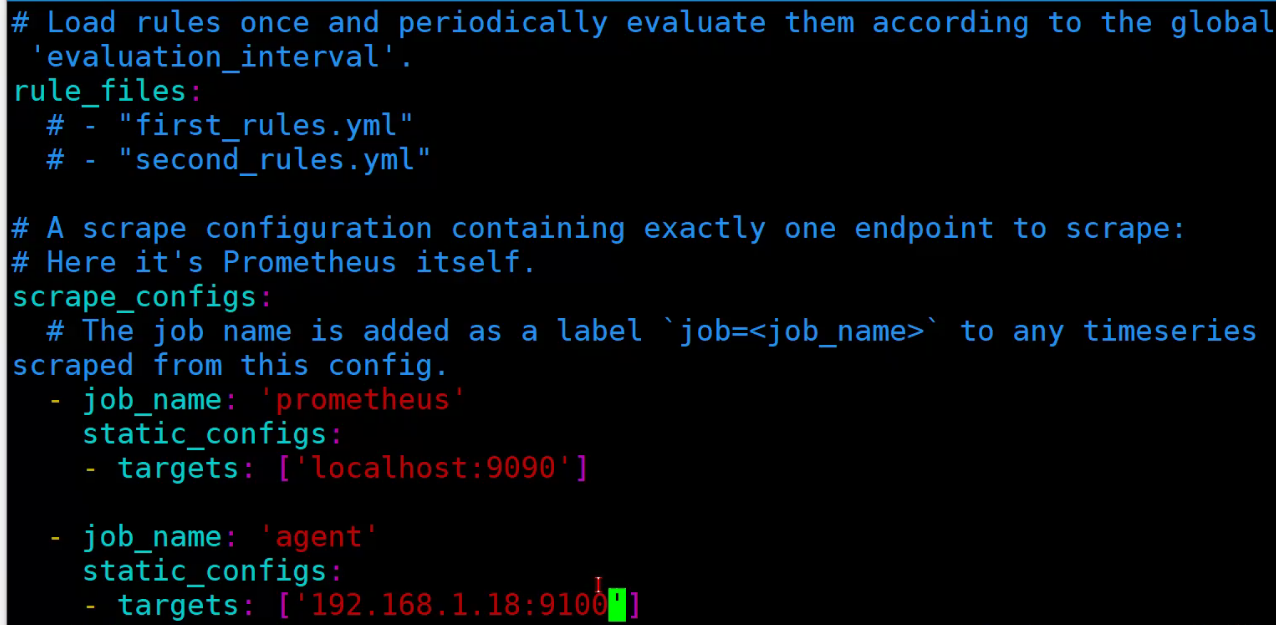 # Load rules once and periodically evaluate them according to the global
 'evaluation_interval'.
rule_files:
  # - "first_rules.yml"
  # - "second_rules.yml"

# A scrape configuration containing exactly one endpoint to scrape:
# Here it's Prometheus itself.
scrape_configs:
  # The job name is added as a label `job=<job_name>` to any timeseries
scraped from this config.
  - job_name: 'prometheus'
    static_configs:
    - targets: ['localhost:9090']

  - job_name: 'agent'
    static_configs:
    - targets: ['192.168.1.18:9100']